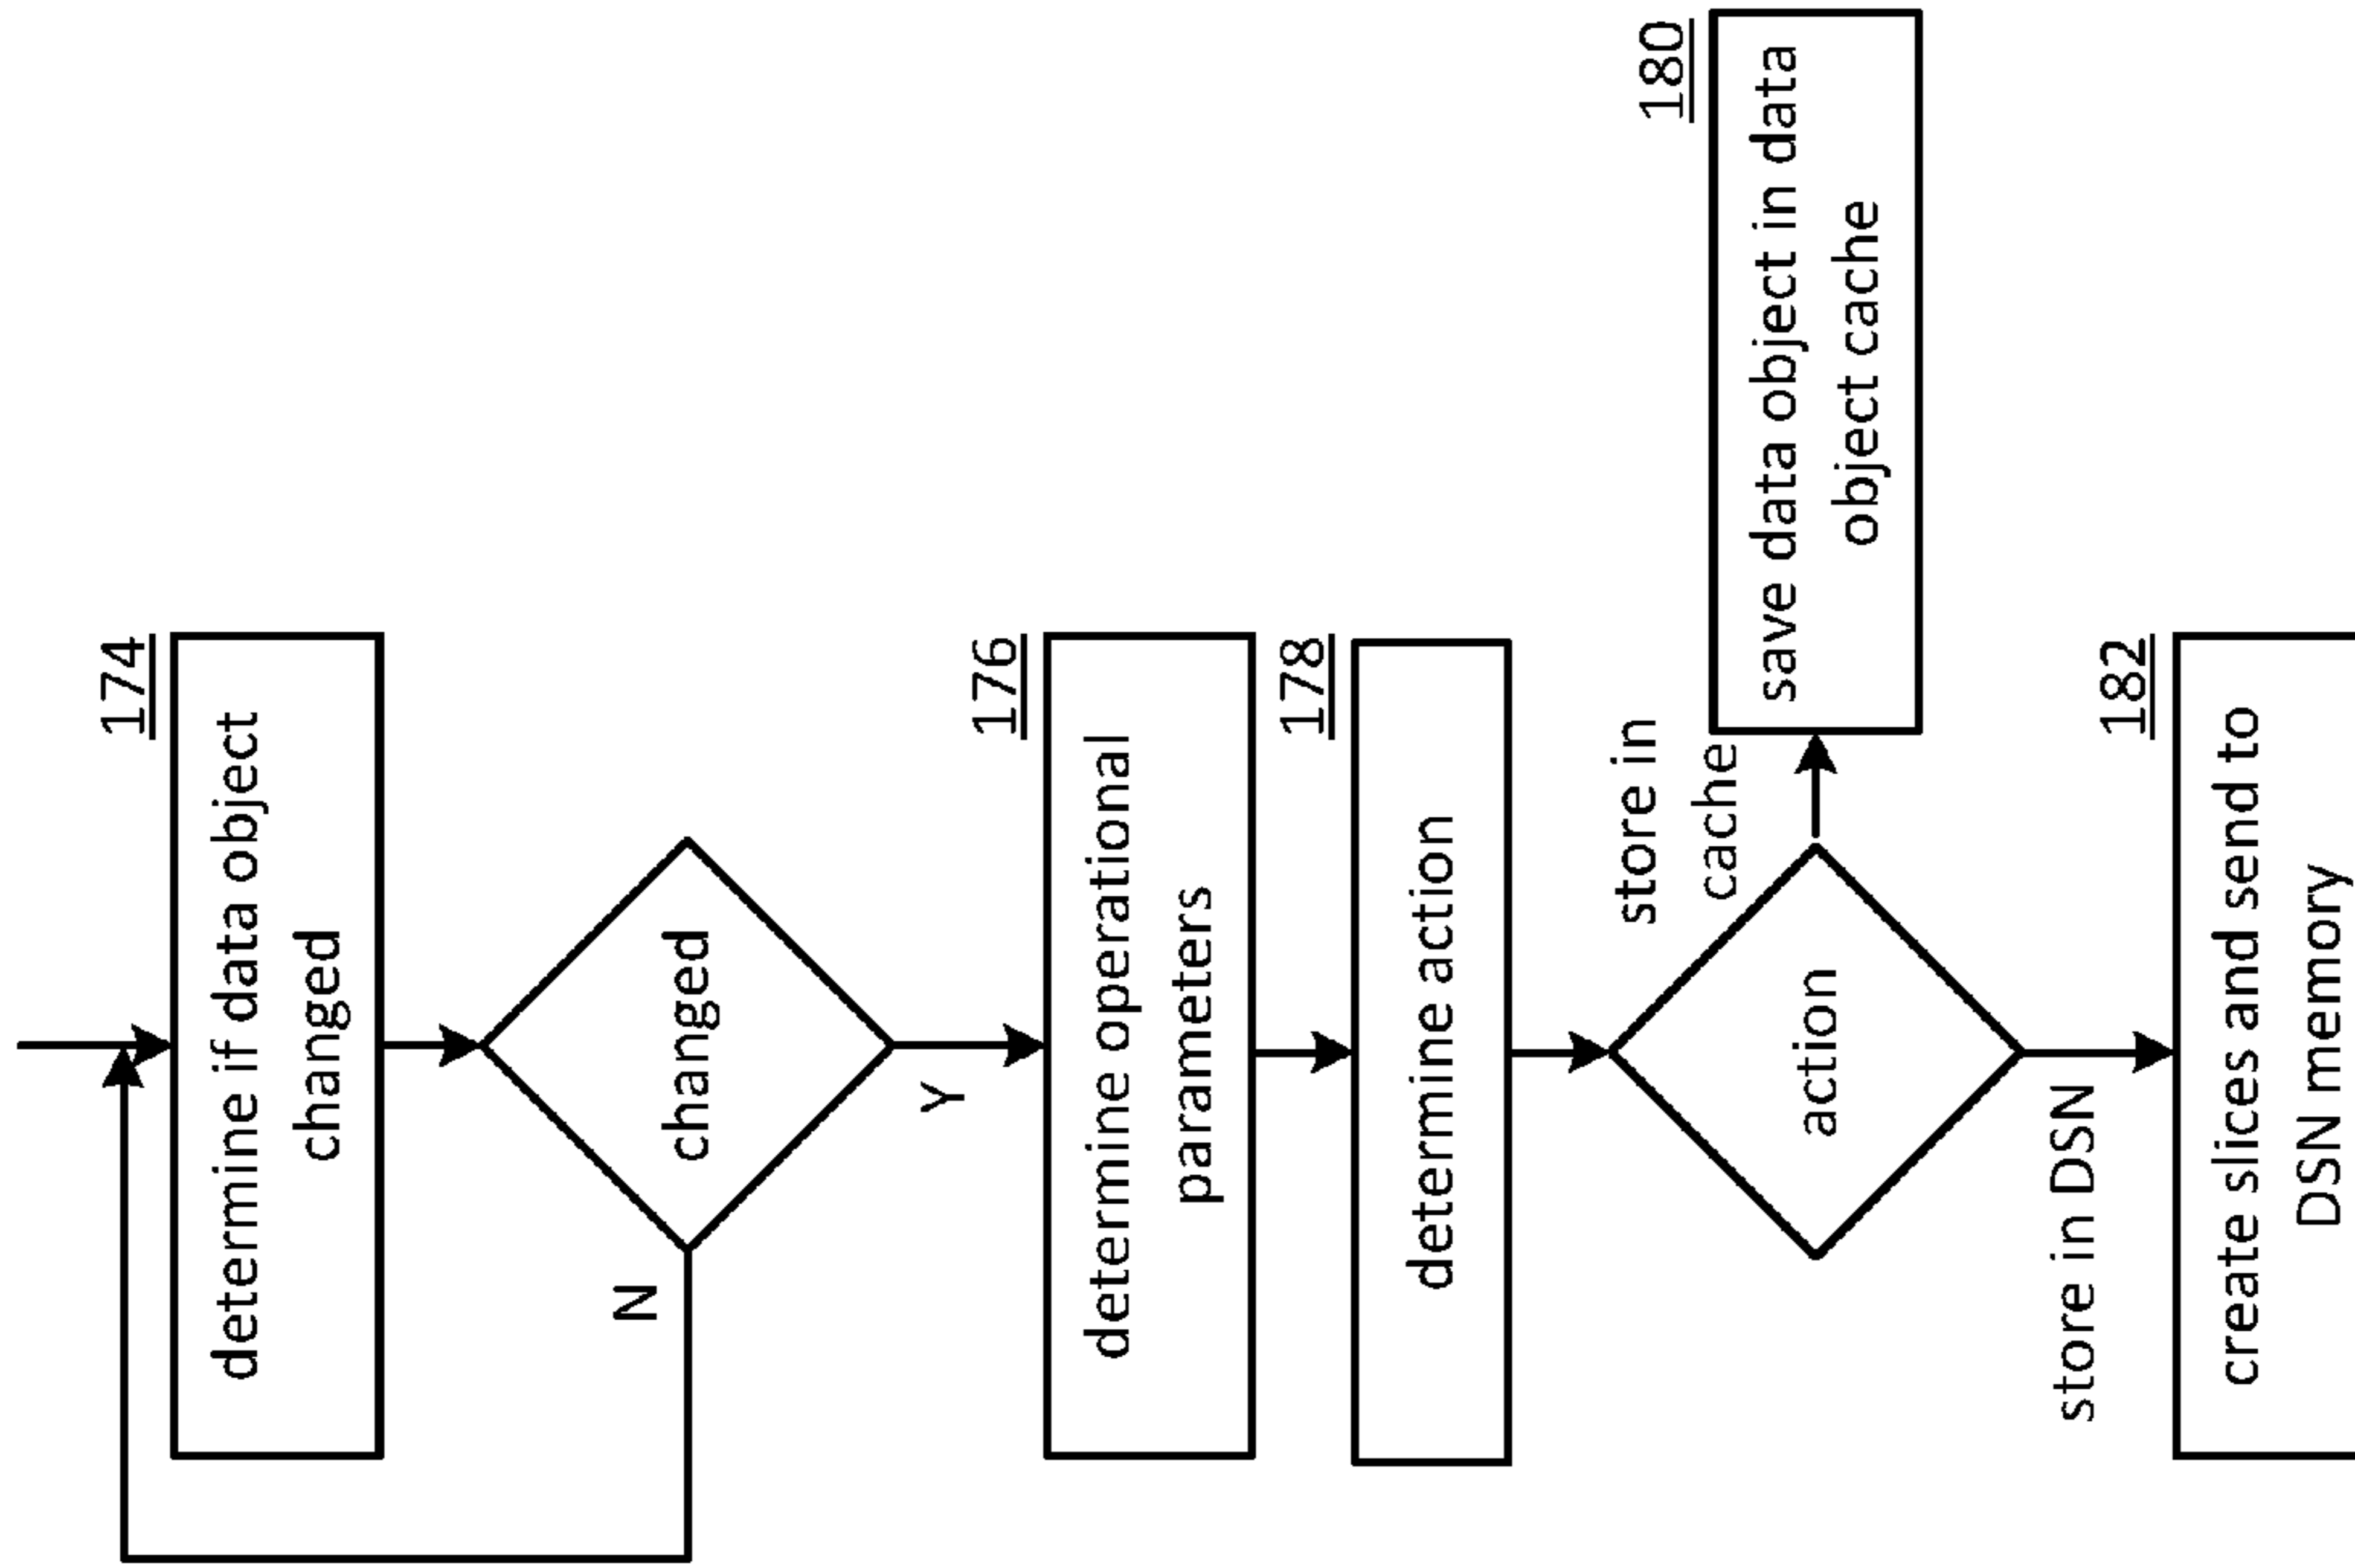 174
determine if data object
changed
changed
N
Y
176
determine operational
parameters
178
determine action
action
store in
cache
180
save data object in data
object cache
store in DSN
182
create slices and send to
DSN memory